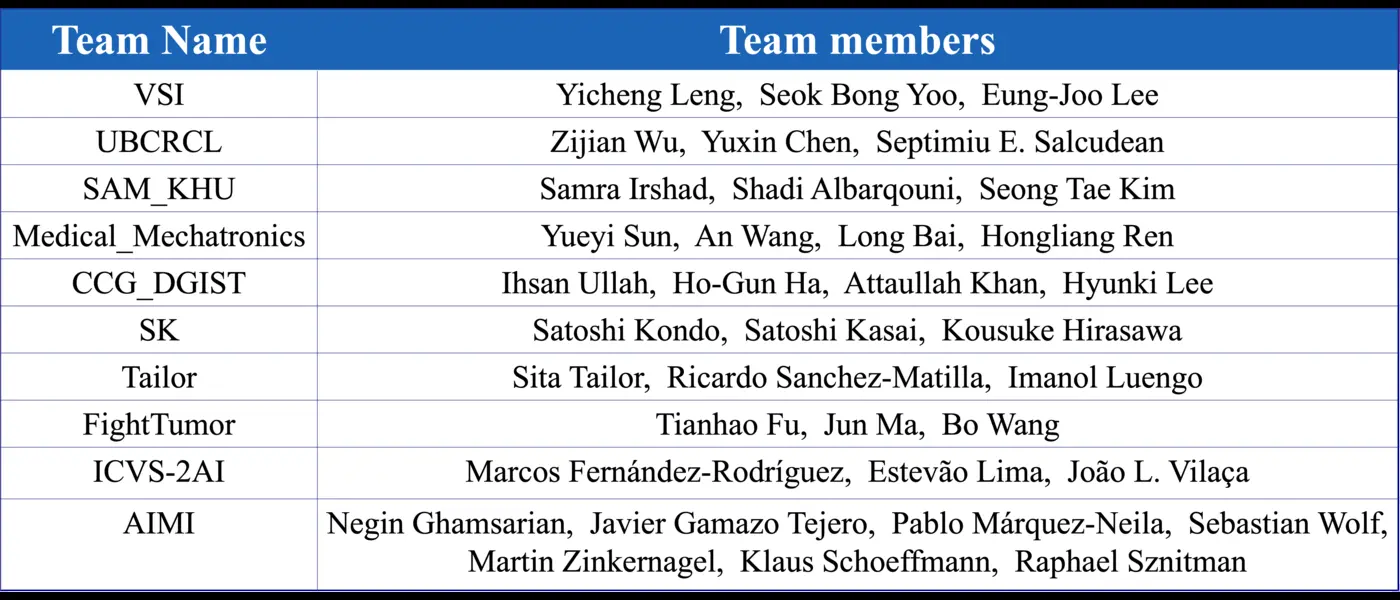 Team Name Team members
VSI Yicheng Leng, Seok Bong Yoo, Eung-Joo Lee
UBCRCL Zijian Wu, Yuxin Chen, Septimiu E. Salcudean
SAM_KHU Samra Irshad, Shadi Albarqouni, Seong Tae Kim
Medical_Mechatronics Yueyi Sun, An Wang, Long Bai, Hongliang Ren
CCG_DGIST Ihsan Ullah, Ho-Gun Ha, Attaullah Khan, Hyunki Lee
SK Satoshi Kondo, Satoshi Kasai, Kousuke Hirasawa
Tailor Sita Tailor, Ricardo Sanchez-Matilla, Imanol Luengo
FightTumor Tianhao Fu, Jun Ma, Bo Wang
ICVS-2AI Marcos Fernández-Rodríguez, Estevão Lima, João L. Vilaça
AIMI Negin Ghamsarian, Javier Gamazo Tejero, Pablo Márquez-Neila, Sebastian Wolf,
Martin Zinkernagel, Klaus Schoeffmann, Raphael Sznitman